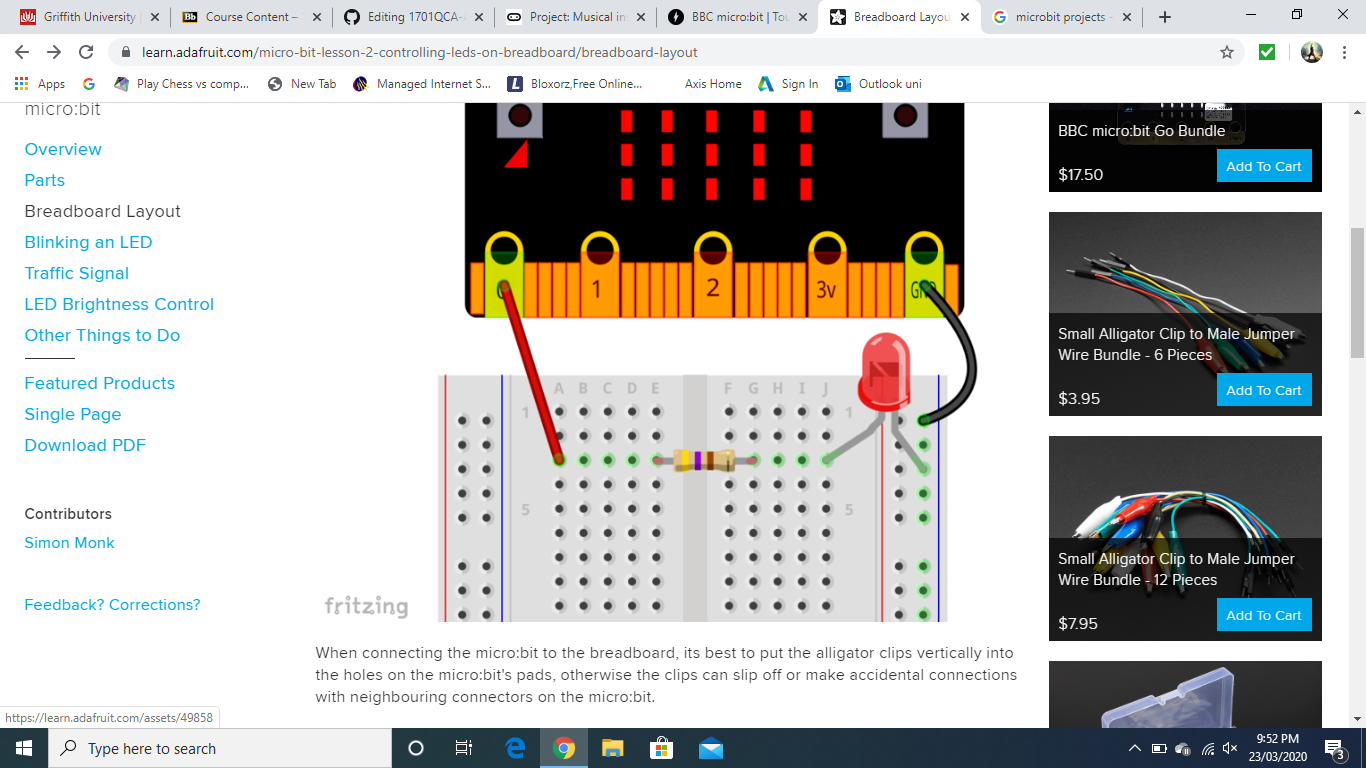 Griffith University |
Course Content –
Editing 1701QCA-
Project: Musical in
BBC micro:bit | Tou
Breadboard Layou
microbit projects -
learn.adafruit.com/micro-bit-lesson-2-controlling-leds-on-breadboard/breadboard-layout
Apps
Play Chess vs comp...
New Tab
Managed Internet S...
Bloxorz,Free Online...
Axis Home
Sign In
Outlook uni
micro:bit
Overview
Parts
Breadboard Layout
Blinking an LED
Traffic Signal
LED Brightness Control
Other Things to Do
Featured Products
Single Page
Download PDF
Contributors
Simon Monk
Feedback? Corrections?
0 1 2 3v GND
A B C D E F G H I J
1 1
5 5
fritzing
When connecting the micro:bit to the breadboard, its best to put the alligator clips vertically into
the holes on the micro:bit's pads, otherwise the clips can slip off or make accidental connections
with neighbouring connectors on the micro:bit.
BBC micro:bit Go Bundle
$17.50
Add To Cart
Small Alligator Clip to Male Jumper
Wire Bundle - 6 Pieces
$3.95
Add To Cart
Small Alligator Clip to Male Jumper
Wire Bundle - 12 Pieces
$7.95
Add To Cart
https://learn.adafruit.com/assets/49858
Type here to search
9:52 PM
23/03/2020
3